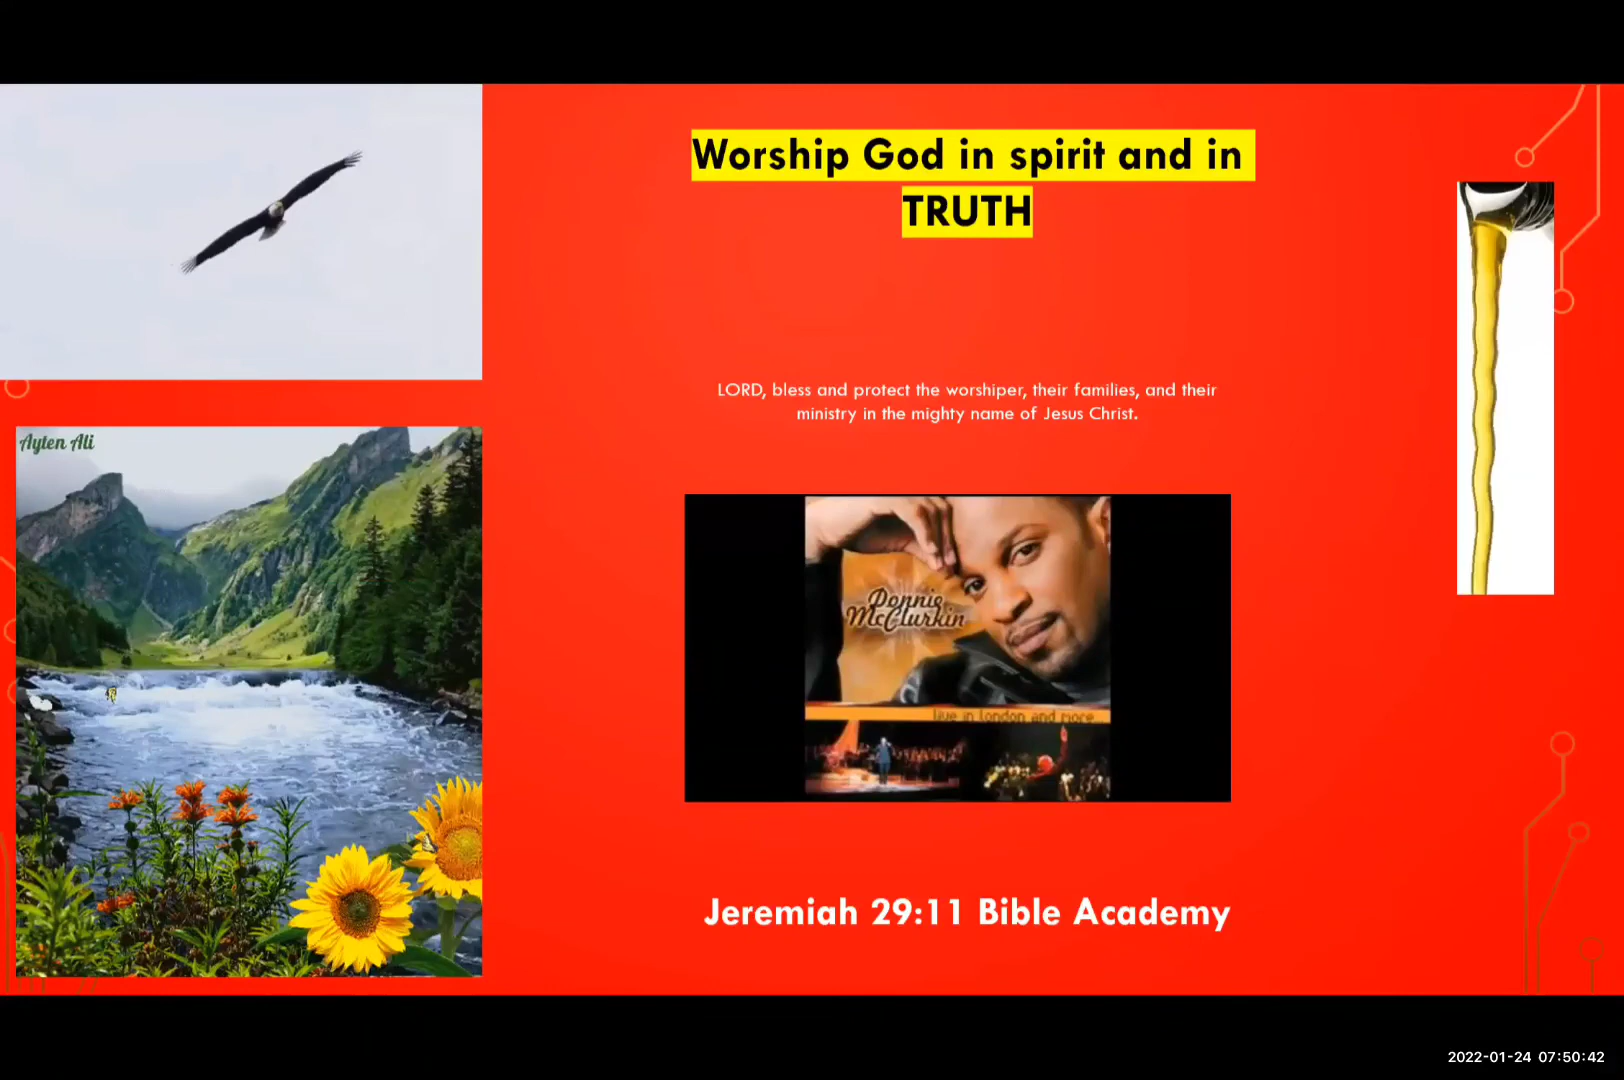 Worship God in spirit and in
TRUTH
LORD, bless and protect the worshiper, their families, and their
ministry in the mighty name of Jesus Christ.
Ayten Ali
Donnie
McClurkin
live in london and more
Jeremiah 29:11 Bible Academy
2022-01-24 07:50:42